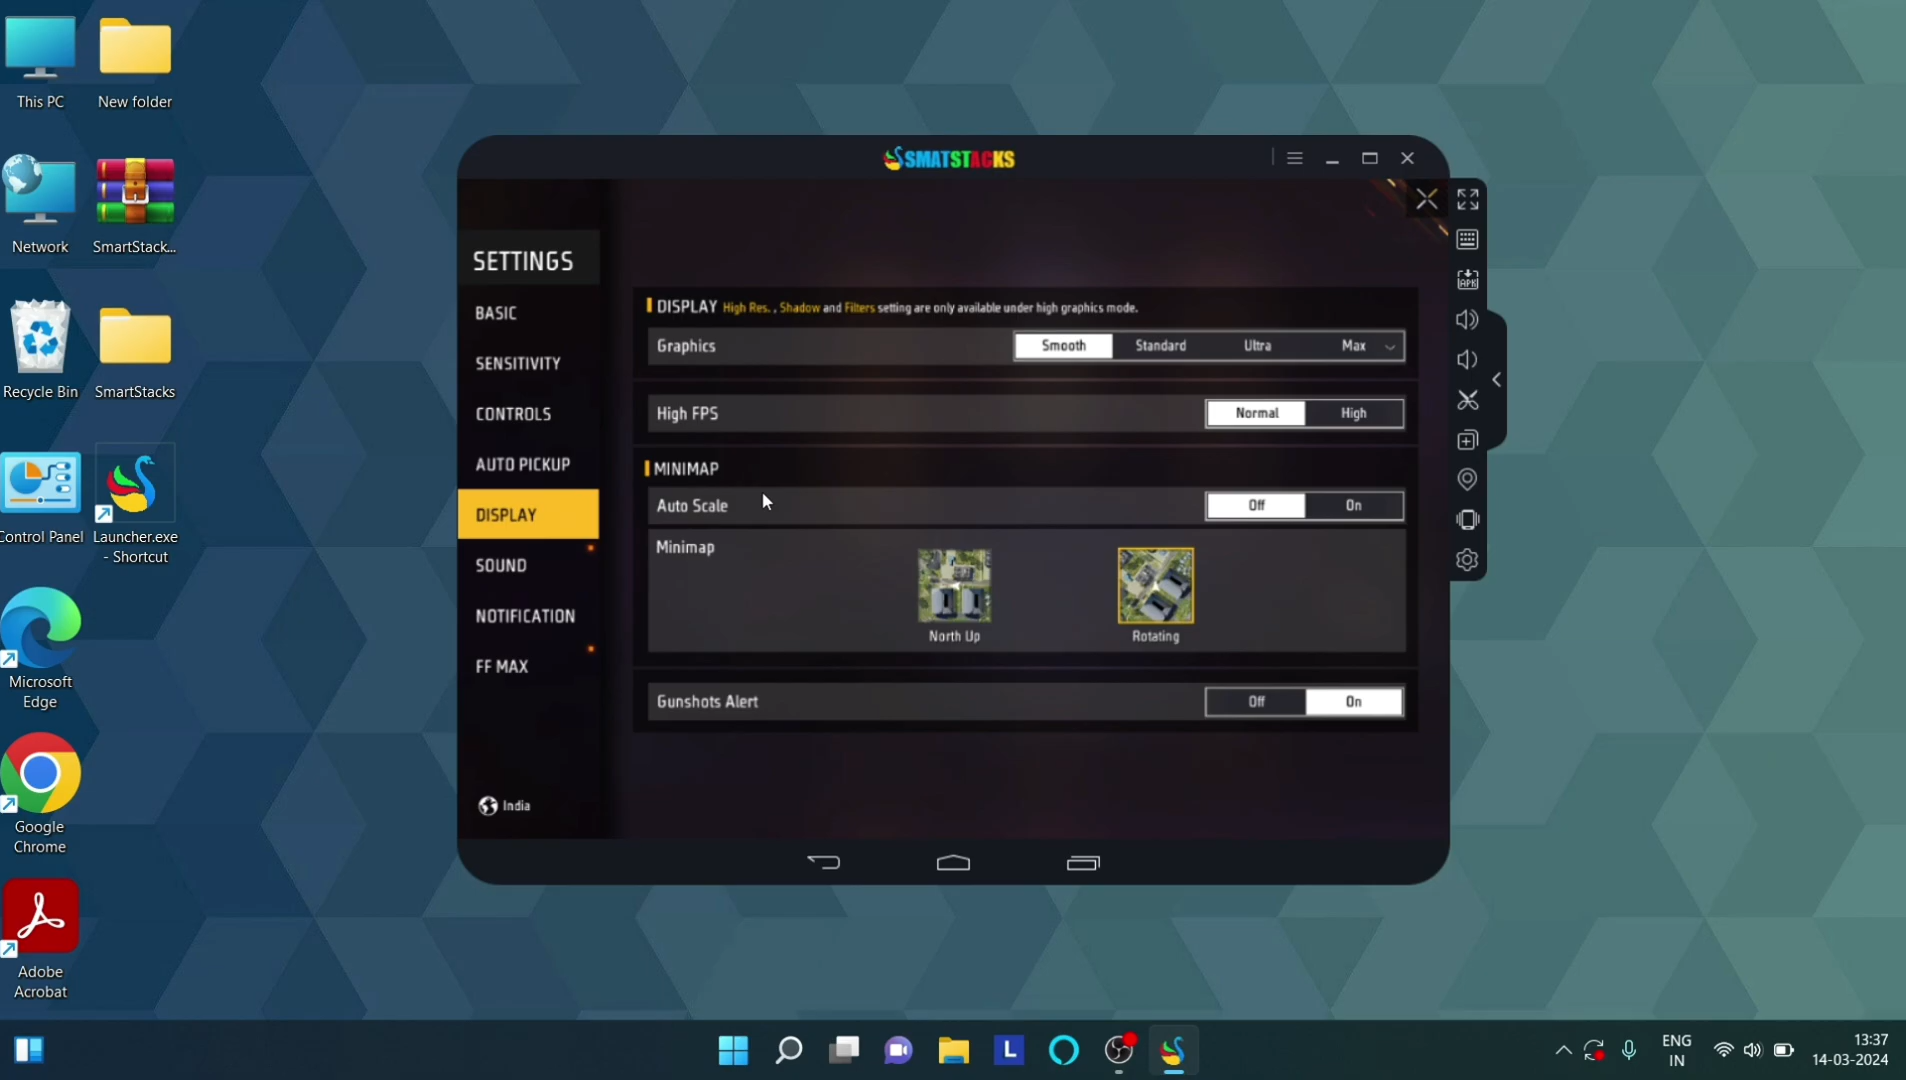 This PC
New folder
Network
SmartStack...
Recycle Bin
SmartStacks
Control Panel
Launcher.exe
- Shortcut
Microsoft
Edge
Google
Chrome
Adobe
Acrobat
SMATSTACKS
SETTINGS
BASIC
SENSITIVITY
CONTROLS
AUTO PICKUP
DISPLAY
SOUND
NOTIFICATION
FF MAX
India
DISPLAY High Res. , Shadow and Filters setting are only available under high graphics mode.
Graphics Smooth Standard Ultra Max
High FPS Normal High
MINIMAP
Auto Scale Off On
Minimap
North Up Rotating
Gunshots Alert Off On
APK
L
ENG
IN
13:37
14-03-2024